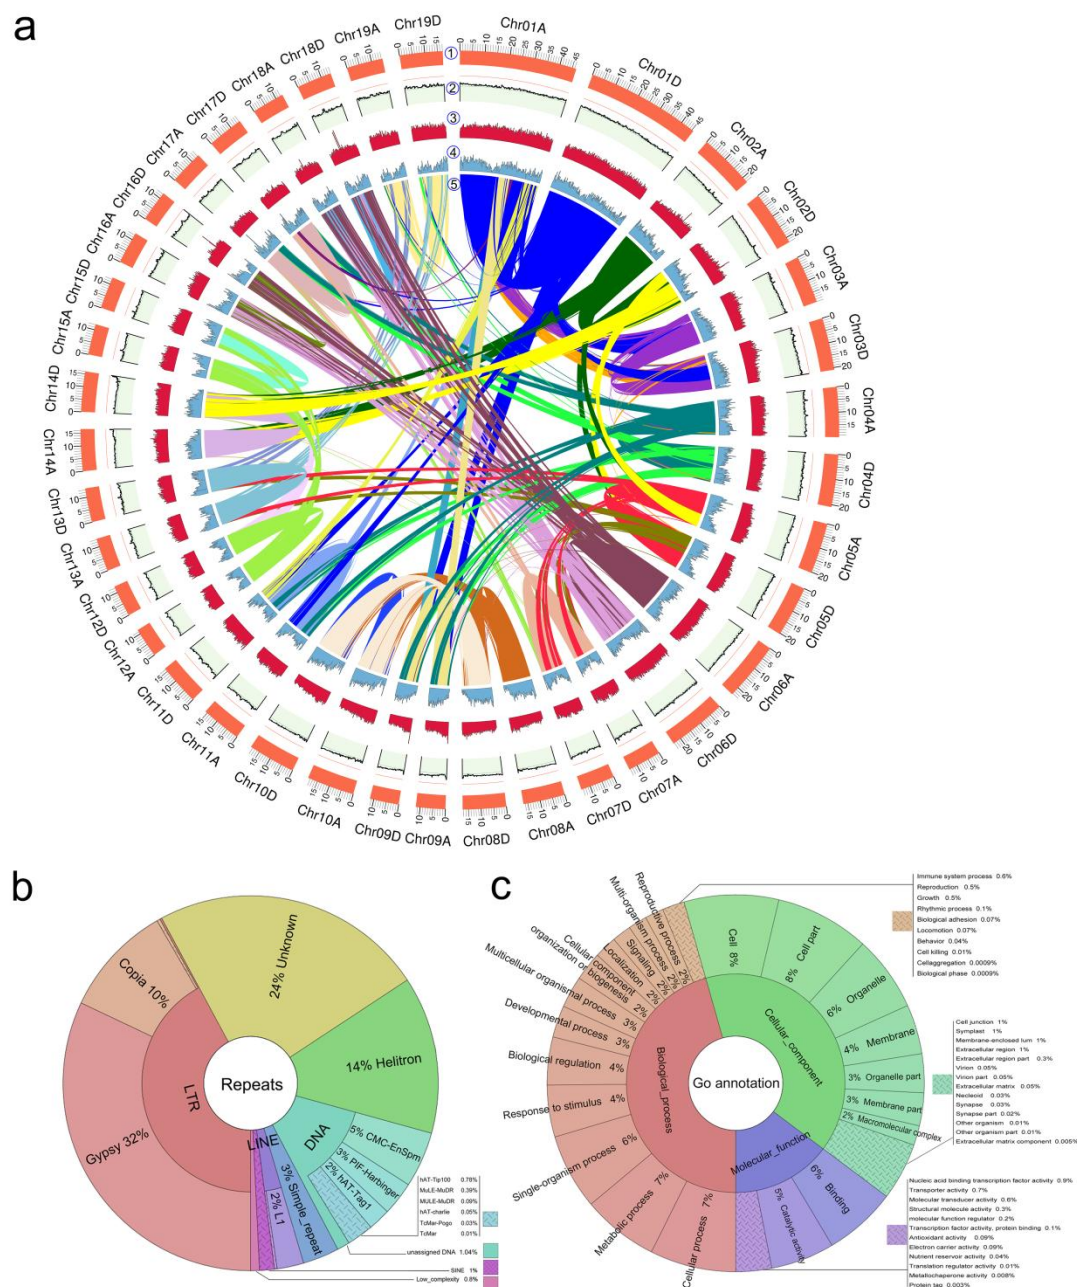 a
Chr01A
Chr01D
Chr02A
Chr02D
Chr03A
Chr03D
Chr04A
Chr04D
Chr05A
Chr05D
Chr06A
Chr06D
Chr07A
Chr07D
Chr08A
Chr08D
Chr09A
Chr09D
Chr10A
Chr10D
Chr11A
Chr11D
Chr12A
Chr12D
Chr13A
Chr13D
Chr14A
Chr14D
Chr15A
Chr15D
Chr16A
Chr16D
Chr17A
Chr17D
Chr18A
Chr18D
Chr19A
Chr19D
1
2
3
4
5
b
Repeats
LTR
Gypsy 32%
Copia 10%
24% Unknown
14% Helitron
DNA
5% CMC-EnSpm
3% PIF-Harbinger
2% hAT-Tag1
3% Simple_repeat
LINE
2% L1
hAT-Tip100 0.78%
MuLE-MuDR 0.39%
MULE-MuDR 0.09%
hAT-charlie 0.05%
TcMar-Pogo 0.03%
TcMar 0.01%
unassigned DNA 1.04%
SINE 1%
Low_complexity 0.8%
c
Go annotation
Cellular_component
Cell 8%
8% Cell part
6% Organelle
4% Membrane
3% Organelle part
3% Membrane part
2% Macromolecular complex
Molecular_function
6% Binding
5% Catalytic activity
Biological_process
Cellular process 7%
Metabolic process 7%
Single-organism process 6%
Response to stimulus 4%
Biological regulation 4%
Developmental process 3%
Multicellular organismal process 3%
Cellular component
organization or
biogenesis 2%
Localization 2%
Signaling 2%
Multi-organism process 2%
Reproductive process 2%
Immune system process 0.6%
Reproduction 0.5%
Growth 0.5%
Rhythmic process 0.1%
Biological adhesion 0.07%
Locomotion 0.07%
Behavior 0.04%
Cell killing 0.01%
Cellaggregation 0.0009%
Biological phase 0.0009%
Cell junction 1%
Symplast 1%
Membrane-enclosed lum 1%
Extracellular region 1%
Extracellular region part 0.3%
Virion 0.05%
Virion part 0.05%
Extracellular matrix 0.05%
Necleoid 0.03%
Synapse 0.03%
Synapse part 0.02%
Other organism 0.01%
Other organism part 0.01%
Extracellular matrix component 0.005%
Nucleic acid binding transcription factor activity 0.9%
Transporter activity 0.7%
Molecular transducer activity 0.6%
Structural molecule activity 0.3%
molecular function regulator 0.2%
Transcription factor activity, protein binding 0.1%
Antioxidant activity 0.09%
Electron carrier activity 0.09%
Nutrient reservoir activity 0.04%
Translation regulator activity 0.01%
Metallochaperone activity 0.008%
Protein tag 0.003%